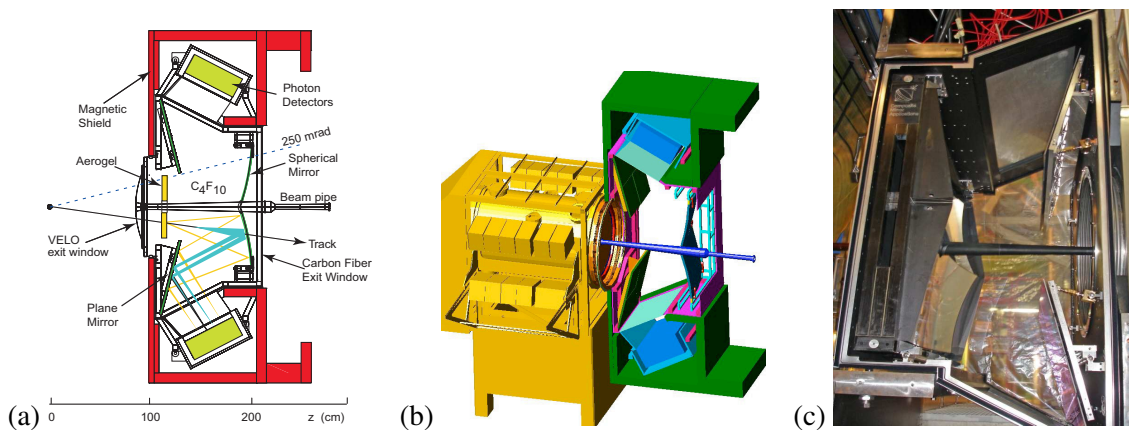 Photon
Detectors
Magnetic
Shield
250 mrad
Aerogel
Spherical
Mirror
C4F10
Beam pipe
VELO
exit window
Track
Carbon Fiber
Exit Window
Plane
Mirror
0 100 200 z (cm)
(a)
(b)
(c)